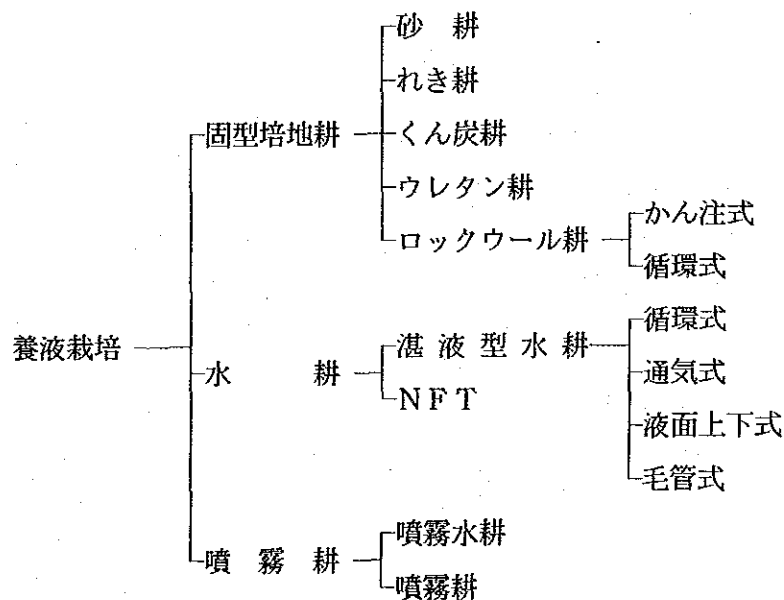 砂耕
れき耕
固型培地耕
くん炭耕
ウレタン耕
ロックウール耕
かん注式
循環式
養液栽培
水耕
湛液型水耕
循環式
通気式
NFT
液面上下式
毛管式
噴霧耕
噴霧水耕
噴霧耕